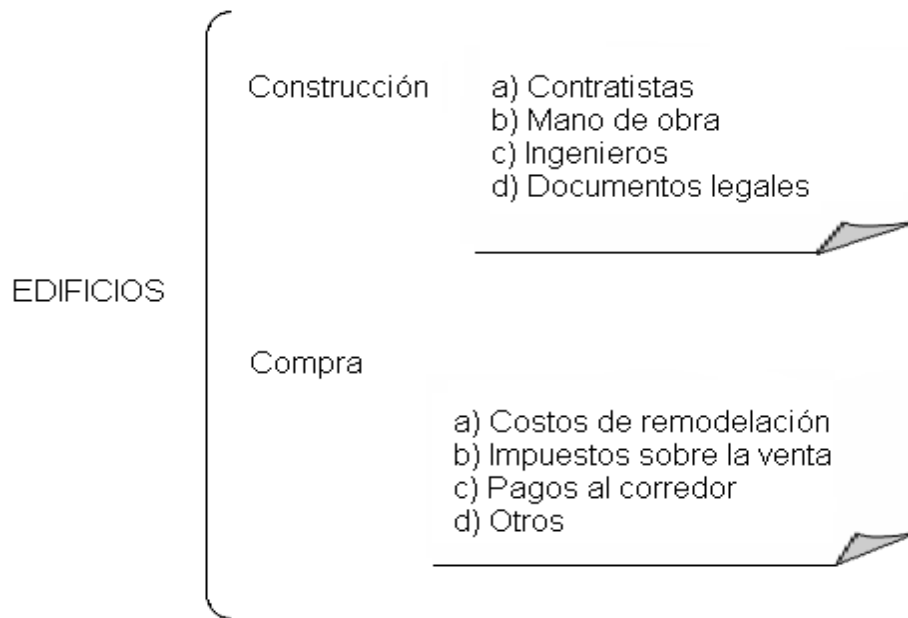 EDIFICIOS
Construcción
a) Contratistas
b) Mano de obra
c) Ingenieros
d) Documentos legales
Compra
a) Costos de remodelación
b) Impuestos sobre la venta
c) Pagos al corredor
d) Otros